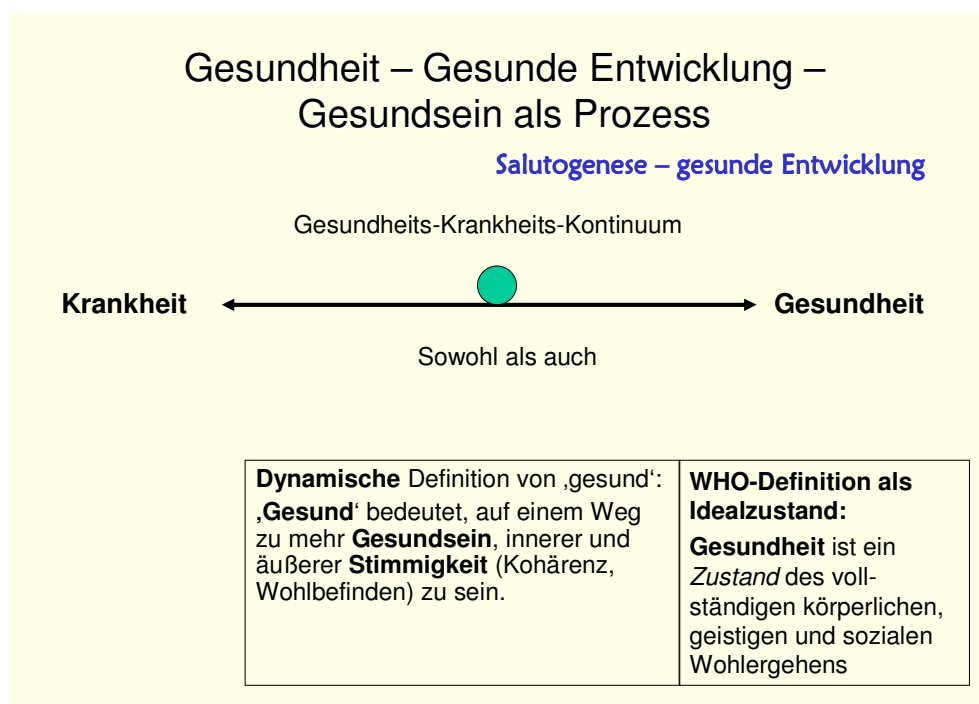 Gesundheit – Gesunde Entwicklung –
Gesundsein als Prozess
Salutogenese – gesunde Entwicklung
Gesundheits-Krankheits-Kontinuum
Krankheit
Gesundheit
Sowohl als auch
Dynamische Definition von ‚gesund‘:
‚Gesund‘ bedeutet, auf einem Weg
zu mehr Gesundsein, innerer und
äußerer Stimmigkeit (Kohärenz,
Wohlbefinden) zu sein.
WHO-Definition als
Idealzustand:
Gesundheit ist ein
Zustand des voll-
ständigen körperlichen,
geistigen und sozialen
Wohlergehens